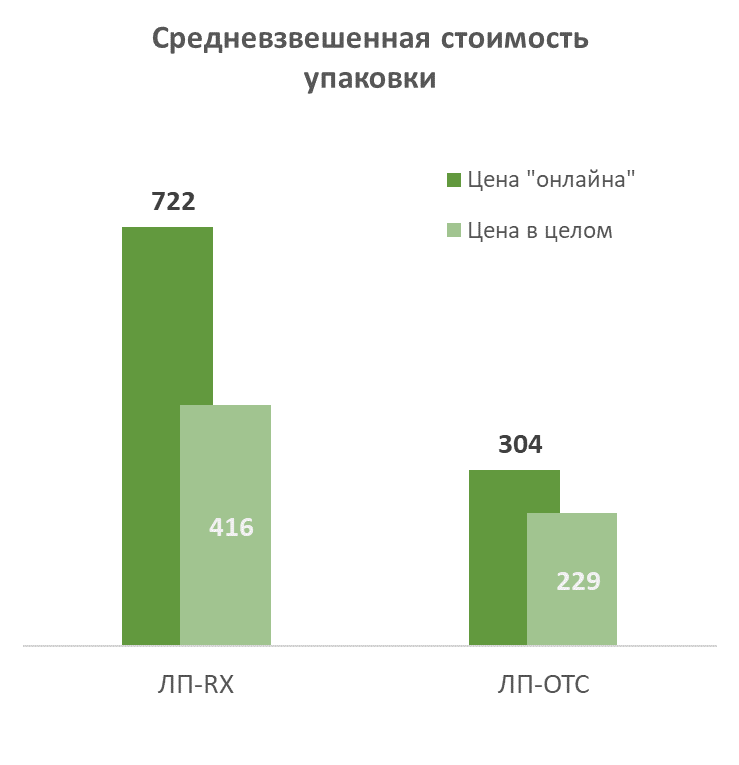 Средневзвешенная стоимость
упаковки
Цена "онлайна"
Цена в целом
722
416
304
229
ЛП-RX
ЛП-ОТС